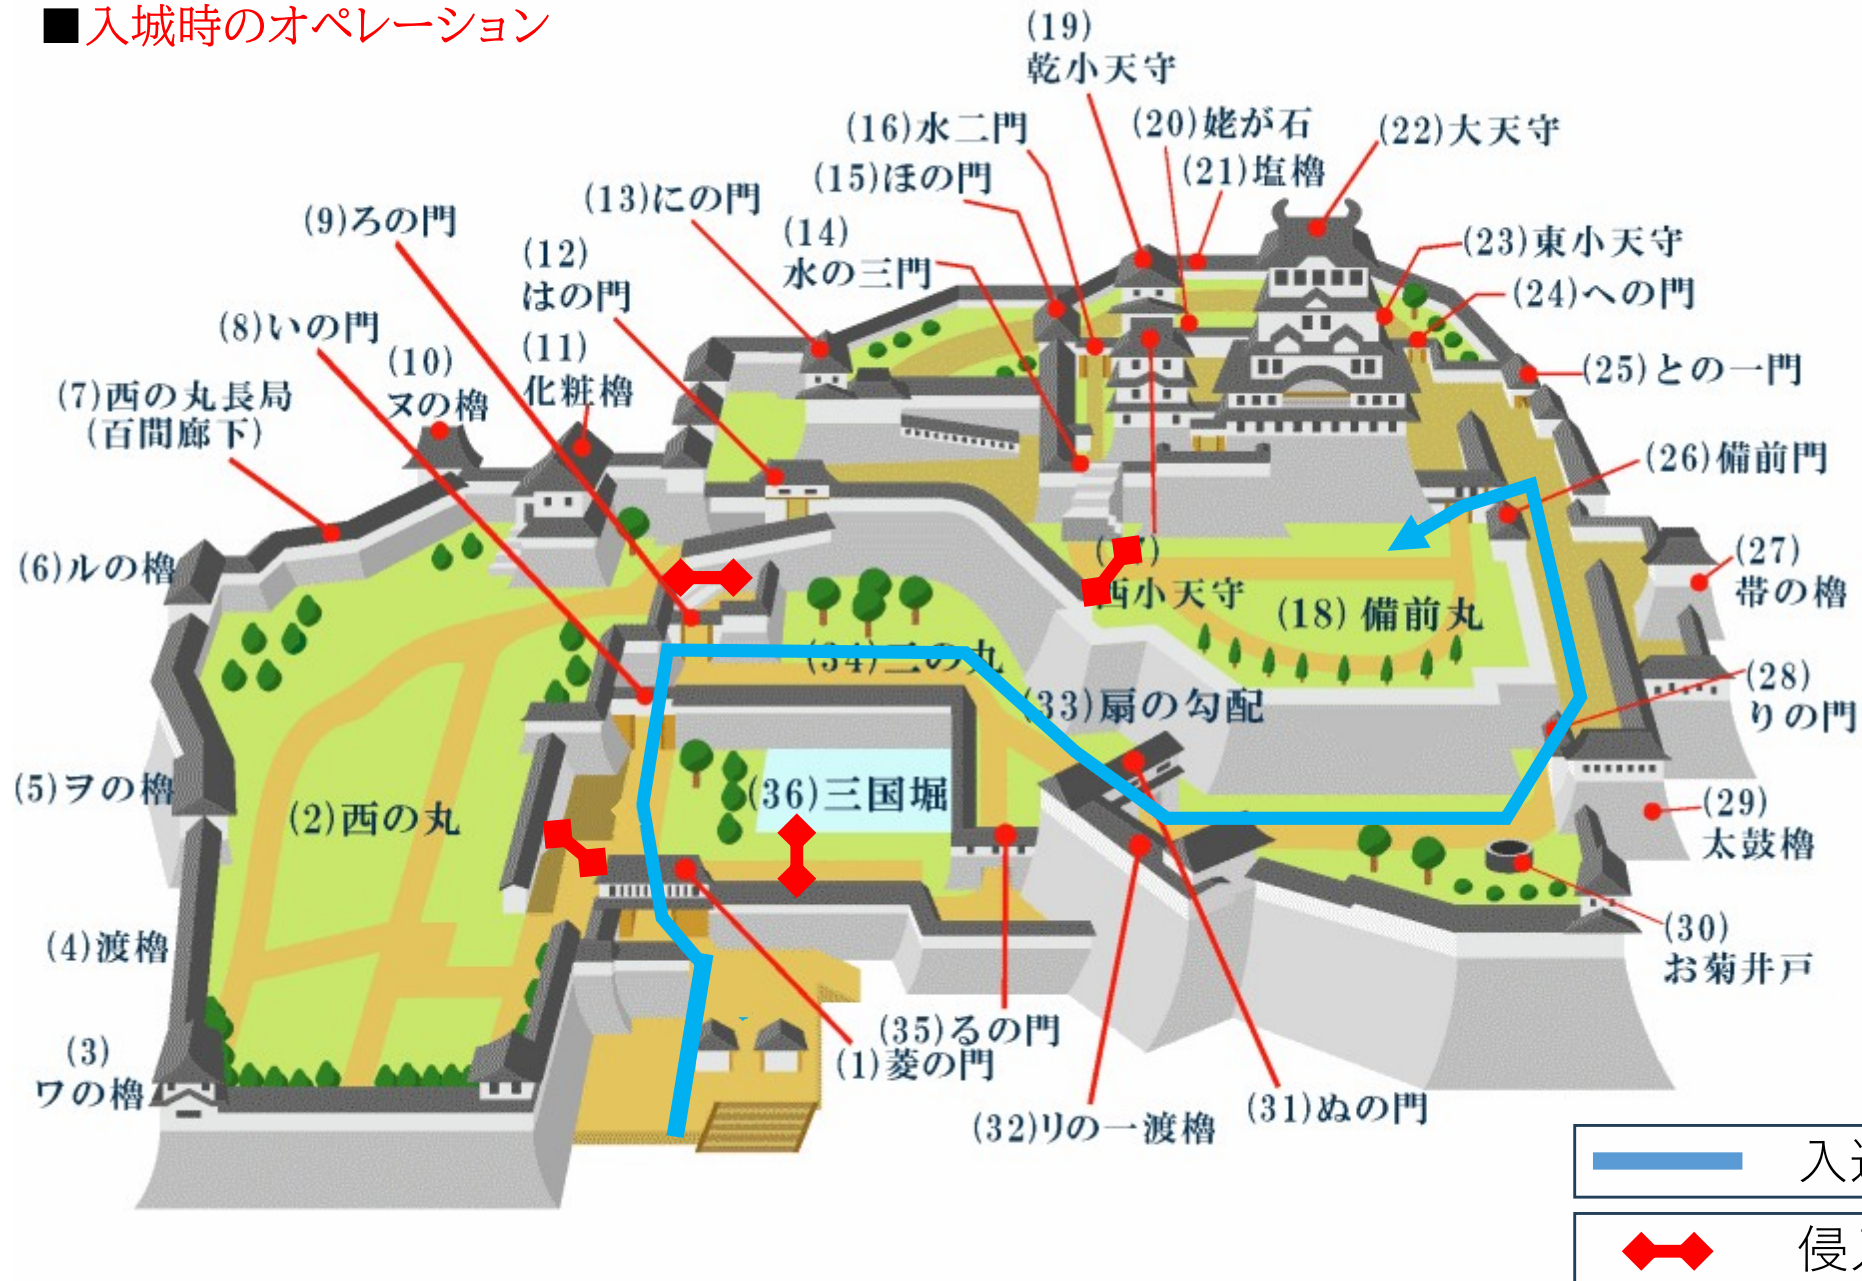 ■入城時のオペレーション
(19)
乾小天守
(16)水二門
(20)姥が石
(22)大天守
(15)ほの門
(21)塩櫓
(13)にの門
(9)ろの門
(14)
水の三門
(23)東小天守
(12)
はの門
(24)への門
(8)いの門
(10)
ヌの櫓
(11)
化粧櫓
(25)との一門
(7)西の丸長局
(百間廊下)
(26)備前門
(6)ルの櫓
(27)
帯の櫓
西小天守
(18)備前丸
(34)三の丸
(33)扇の勾配
(28)
りの門
(5)ヲの櫓
(2)西の丸
(36)三国堀
(29)
太鼓櫓
(4)渡櫓
(30)
お菊井戸
(35)るの門
(1)菱の門
(3)
ワの櫓
(32)リの一渡櫓
(31)ぬの門
入
侵